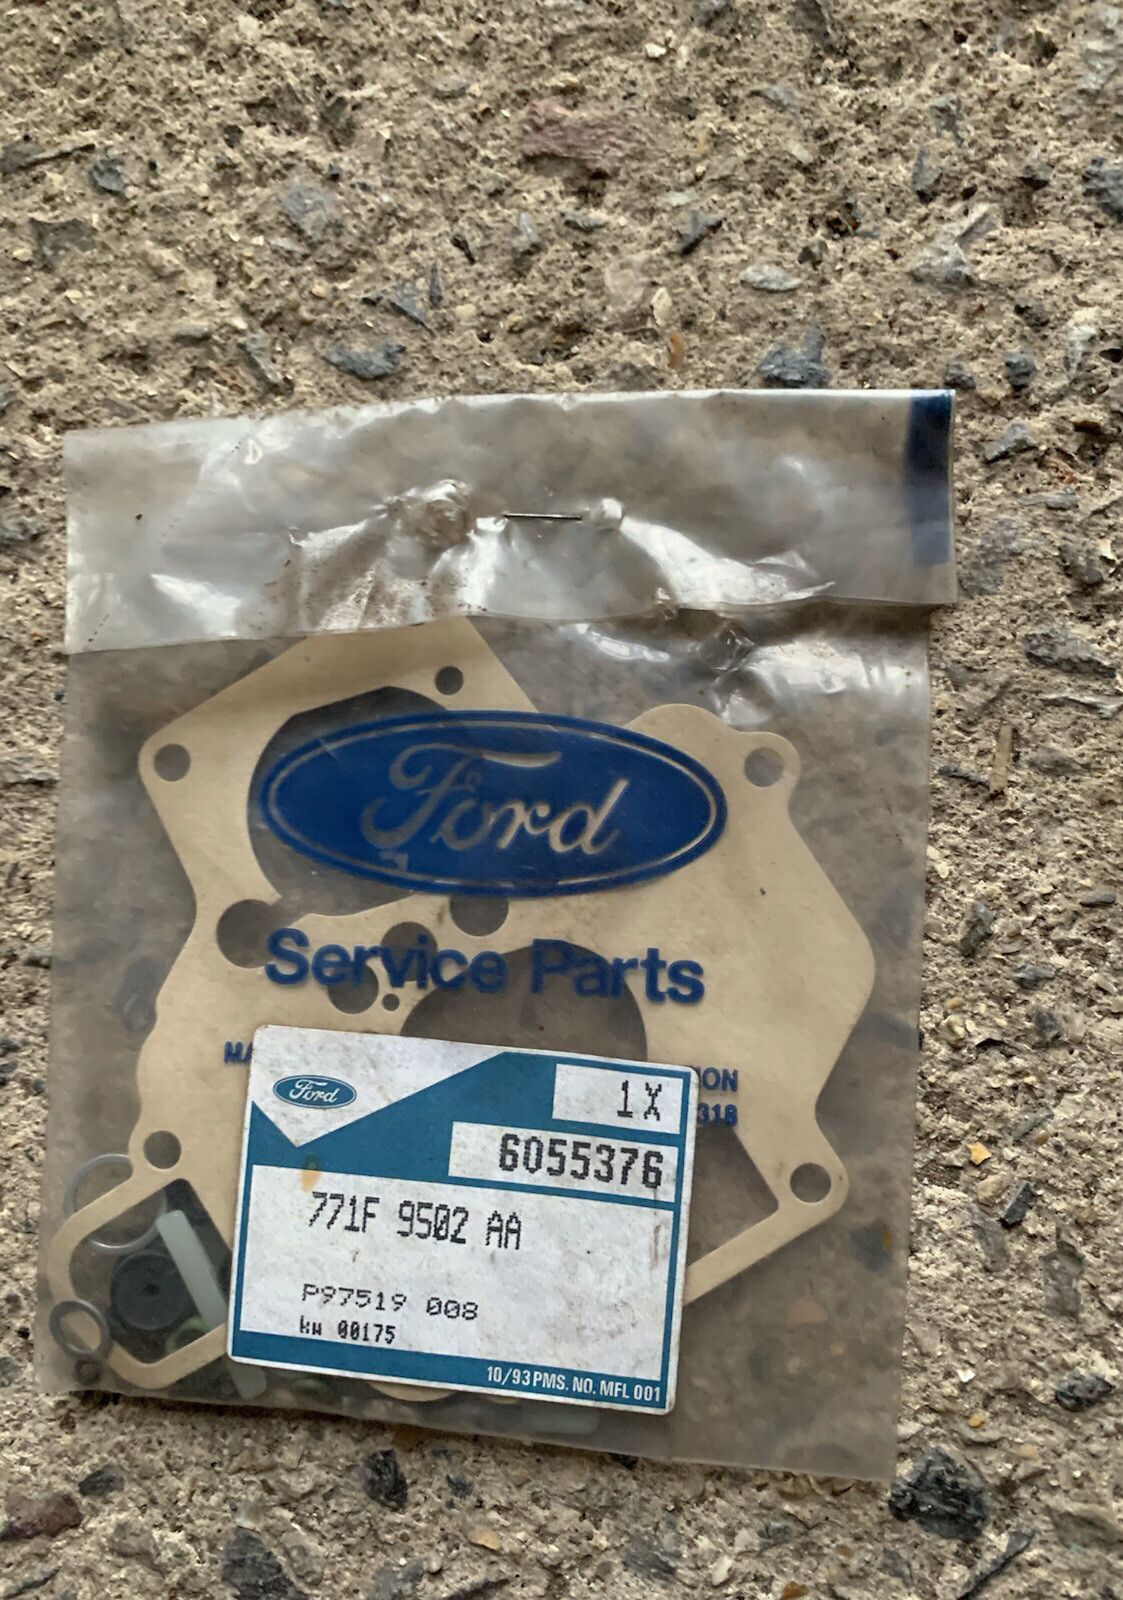 Ford
Service Parts
Ford
1X
6055376
771F 9502 AA
P97519 008
kw 00175
10/93 PMS. NO. MFL 001